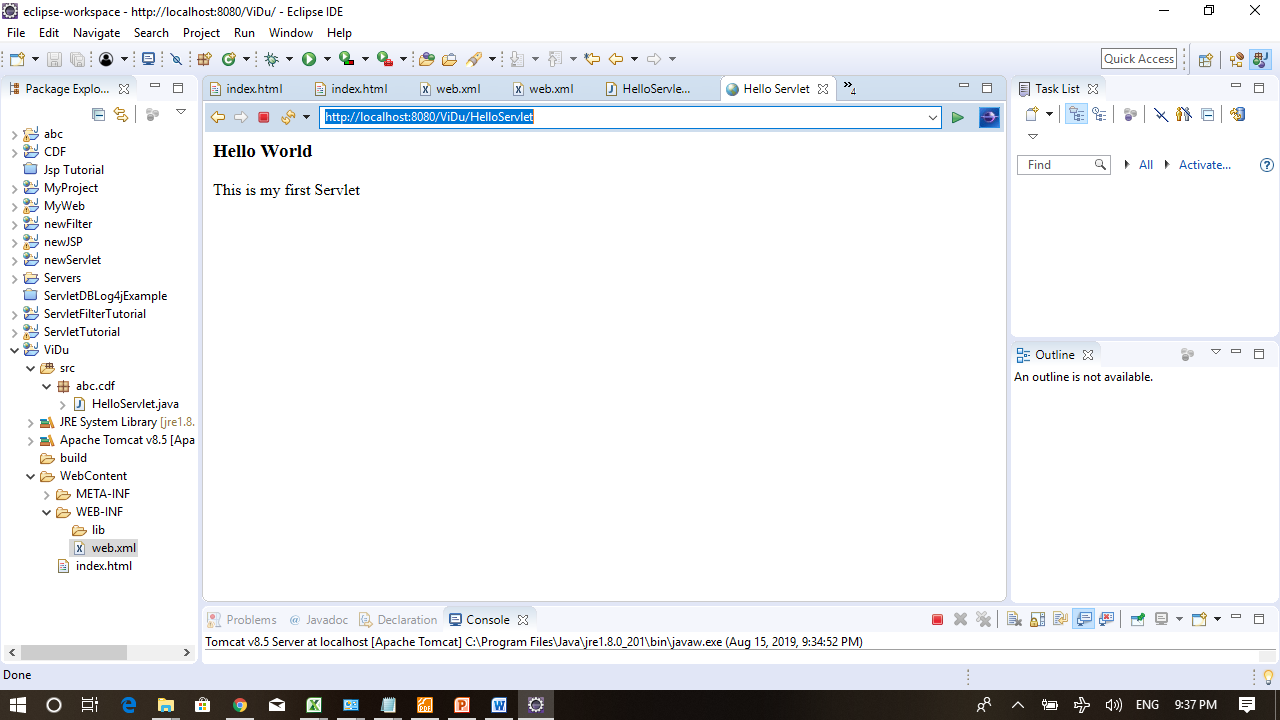 eclipse-workspace - http://localhost:8080/ViDu/ - Eclipse IDE
File Edit Navigate Search Project Run Window Help
Quick Access
Package Explo...
index.html index.html web.xml web.xml HelloServle... Hello Servlet »4
Task List
http://localhost:8080/ViDu/HelloServlet
abc
CDF
Jsp Tutorial
MyProject
MyWeb
newFilter
newJSP
newServlet
Servers
ServletDBLog4jExample
ServletFilterTutorial
ServletTutorial
ViDu
src
abc.cdf
HelloServlet.java
JRE System Library [jre1.8.
Apache Tomcat v8.5 [Apa
build
WebContent
META-INF
WEB-INF
lib
web.xml
index.html
Hello World
This is my first Servlet
Find All Activate...
Outline
An outline is not available.
Problems @ Javadoc Declaration Console
Tomcat v8.5 Server at localhost [Apache Tomcat] C:\Program Files\Java\jre1.8.0_201\bin\javaw.exe (Aug 15, 2019, 9:34:52 PM)
Done
ENG 9:37 PM